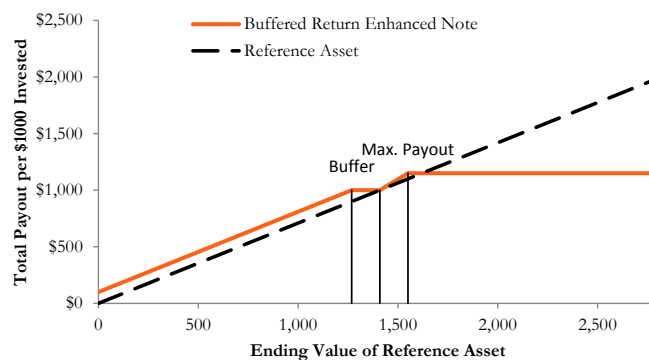 $2,500
Buffered Return Enhanced Note
Reference Asset
$2,000
$1,500
Max. Payout
Buffer
$1,000
$500
$0
0 500 1,000 1,500 2,000 2,500
Total Payout per $1000 Invested
Ending Value of Reference Asset